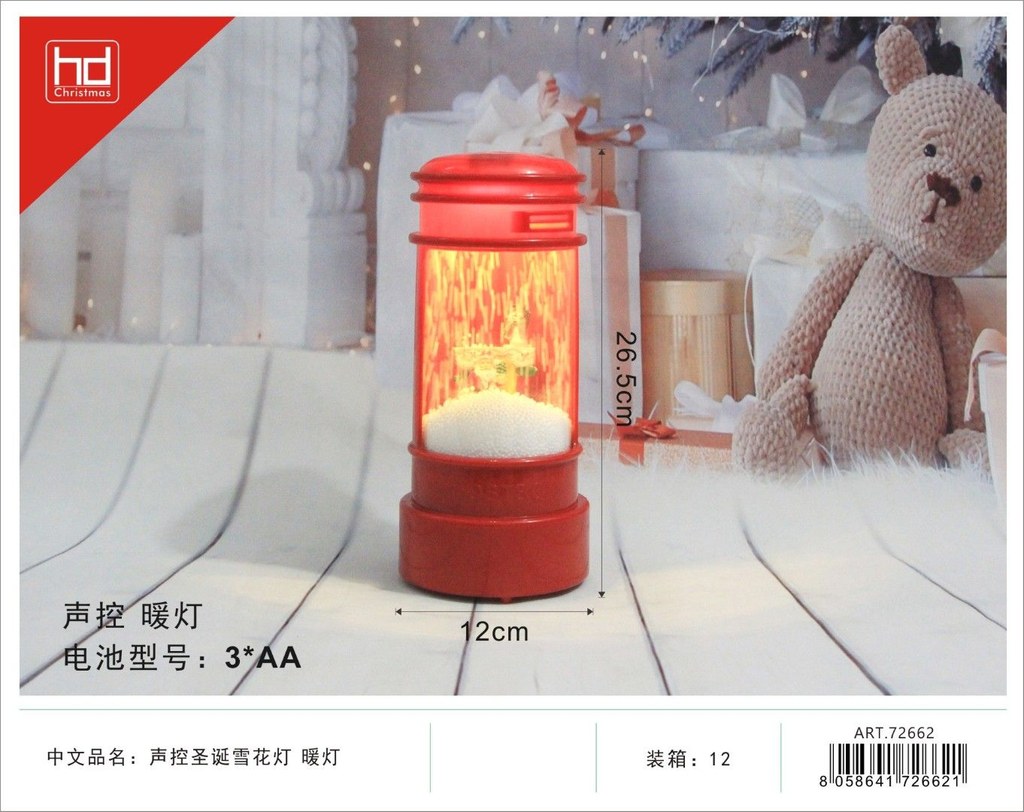 hd
Christmas
26.5cm
12cm
声控 暖灯
电池型号：3*AA
中文品名：声控圣诞雪花灯 暖灯
装箱：12
ART.72662
8 058641 726621